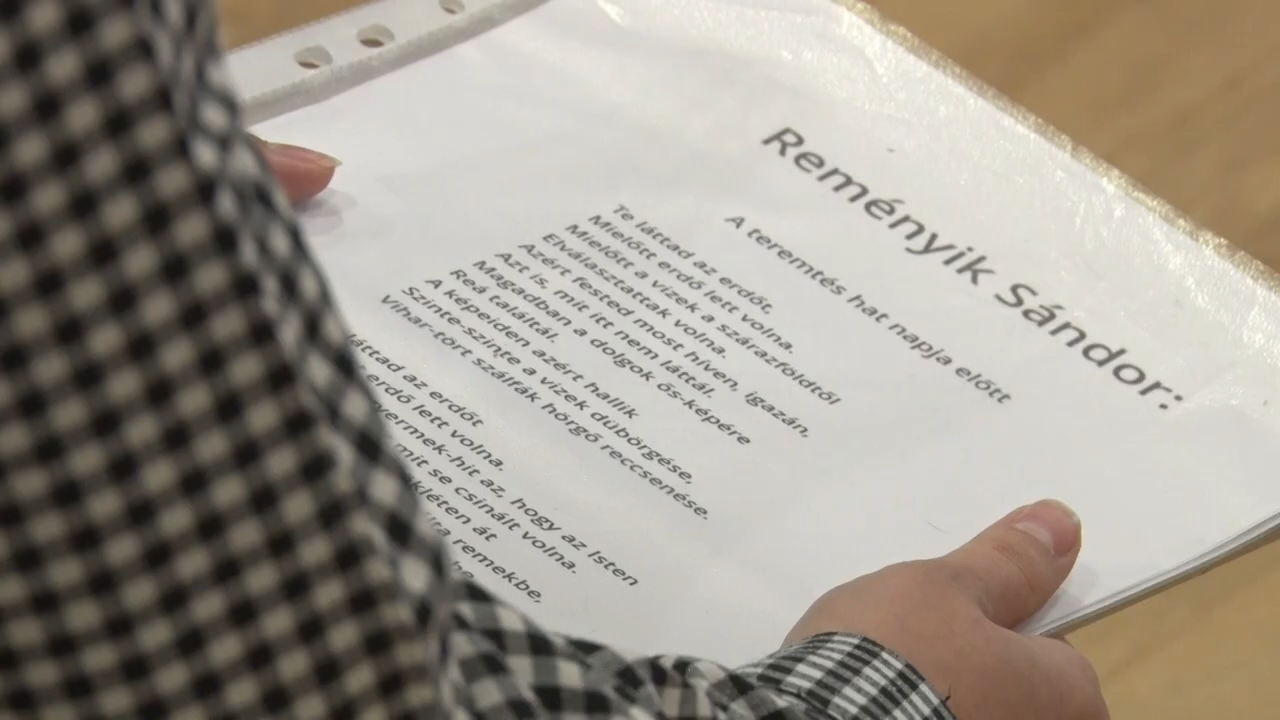 Reményik Sándor:
A teremtés hat napja előtt
Te láttad az erdőt,
Mielőtt erdő lett volna.
Mielőtt a vizek a szárazföldtől
Elválasztattak volna.
Azért fested most híven, igazán,
Azt is, mit itt nem láttál.
Magadban a dolgok ős-képére
Reá találtál.
A képeiden azért hallik
Szinte-szinte a vizek dübörgése,
Vihar-tört szálfák hörgő reccsenése.
láttad az erdőt
erdő lett volna.
hit az, hogy az Isten
mit se csinált volna.
át
remekbe,